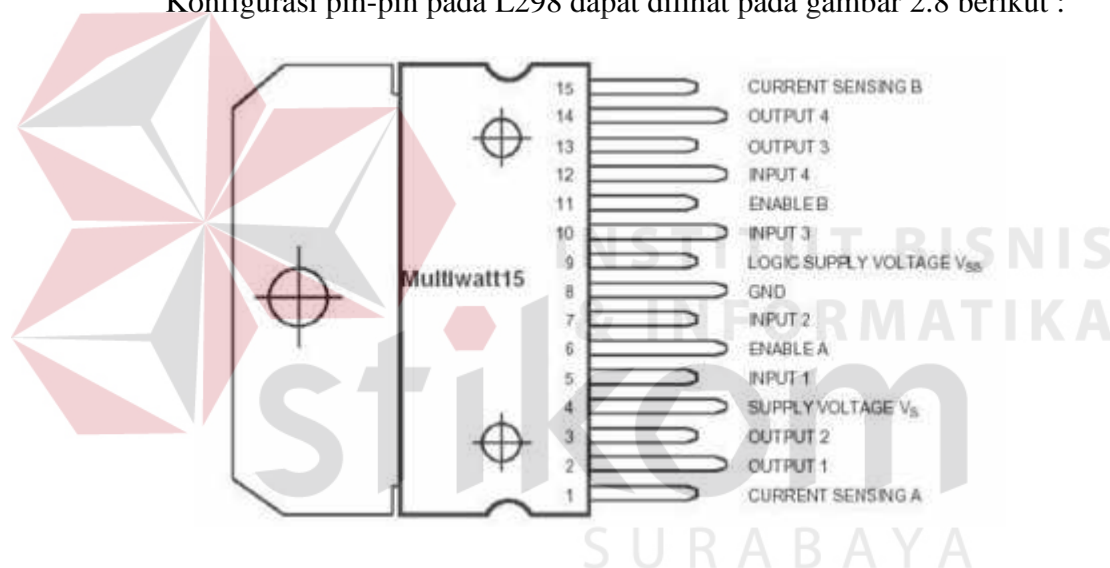 Konfigurasi pin-pin pada L298 dapat dilihat pada gambar 2.8 berikut :
15 CURRENT SENSING B
14 OUTPUT 4
13 OUTPUT 3
12 INPUT 4
11 ENABLE B
10 INPUT 3
9 LOGIC SUPPLY VOLTAGE VSS
8 GND
7 INPUT 2
6 ENABLE A
5 INPUT 1
4 SUPPLY VOLTAGE VS
3 OUTPUT 2
2 OUTPUT 1
1 CURRENT SENSING A
Multiwatt15
INSTITUT BISNIS
& INFORMATIKA
stikom
SURABAYA